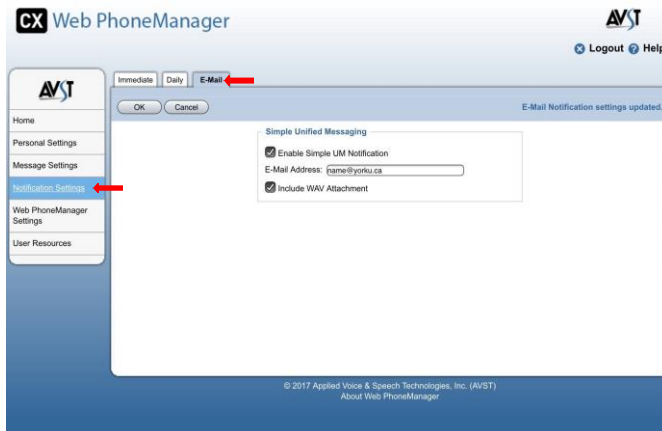 CX Web PhoneManager
AVST
Logout Help
AVST
Immediate Daily E-Mail
OK Cancel
E-Mail Notification settings updated.
Home
Personal Settings
Message Settings
Notification Settings
Web PhoneManager
Settings
User Resources
Simple Unified Messaging
Enable Simple UM Notification
E-Mail Address: name@yorku.ca
Include WAV Attachment
© 2017 Applied Voice & Speech Technologies, Inc. (AVST)
About Web PhoneManager